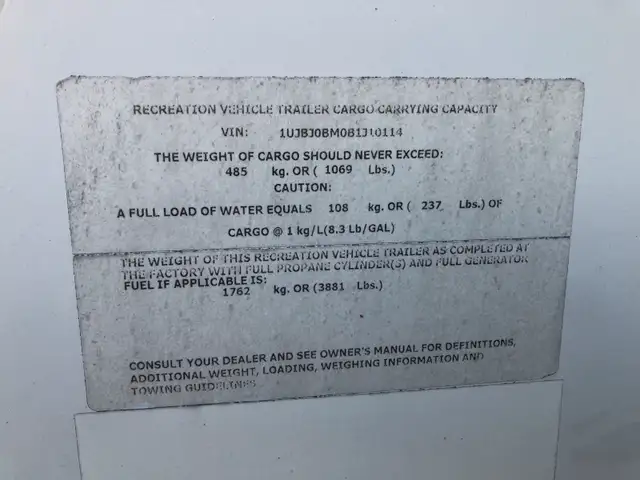 RECREATION VEHICLE TRAILER CARGO CARRYING CAPACITY
VIN: 1UJBJ0BM0B1J10114
THE WEIGHT OF CARGO SHOULD NEVER EXCEED:
485 kg. OR ( 1069 Lbs.)
CAUTION:
A FULL LOAD OF WATER EQUALS 108 kg. OR ( 237 Lbs.) OF
CARGO @ 1 kg/L(8.3 Lb/GAL)
THE WEIGHT OF THIS RECREATION VEHICLE TRAILER AS COMPLETED AT
THE FACTORY WITH FULL PROPANE CYLINDER(S) AND FULL GENERATOR
FUEL IF APPLICABLE IS:
1762 kg. OR (3881 Lbs.)
CONSULT YOUR DEALER AND SEE OWNER'S MANUAL FOR DEFINITIONS,
ADDITIONAL WEIGHT, LOADING, WEIGHING INFORMATION AND
TOWING GUIDELINES